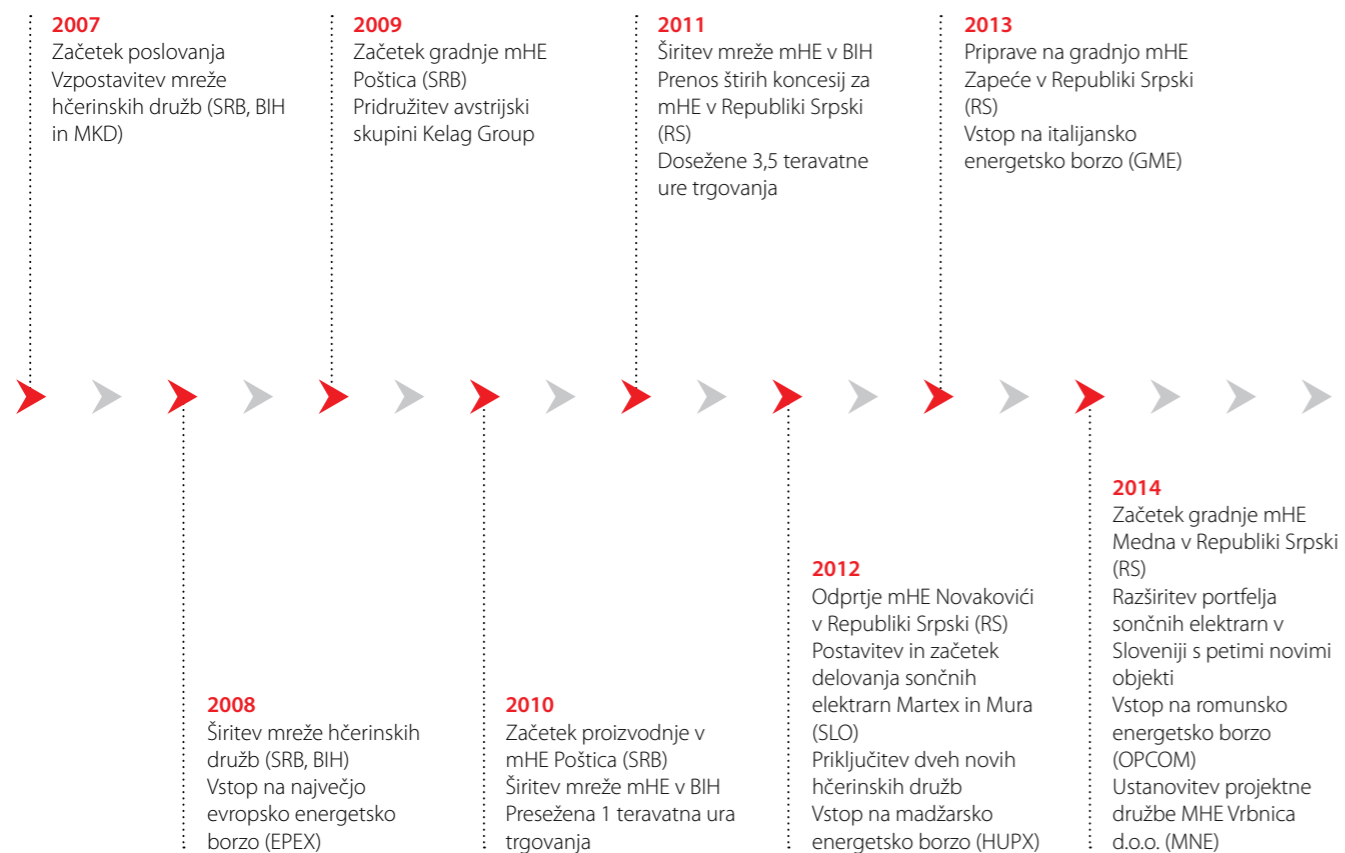 2007
Začetek poslovanja
Vzpostavitev mreže
hčerinskih družb (SRB, BIH
in MKD)
2009
Začetek gradnje mHE
Poštica (SRB)
Pridružitev avstrijski
skupini Kelag Group
2011
Širitev mreže mHE v BIH
Prenos štirih koncesij za
mHE v Republiki Srpski
(RS)
Dosežene 3,5 teravatne
ure trgovanja
2013
Priprave na gradnjo mHE
Zapeće v Republiki Srpski
(RS)
Vstop na italijansko
energetsko borzo (GME)
2008
Širitev mreže hčerinskih
družb (SRB, BIH)
Vstop na največjo
evropsko energetsko
borzo (EPEX)
2010
Začetek proizvodnje v
mHE Poštica (SRB)
Širitev mreže mHE v BIH
Presežena 1 teravatna ura
trgovanja
2012
Odprtje mHE Novakovići
v Republiki Srpski (RS)
Postavitev in začetek
delovanja sončnih
elektrarn Martex in Mura
(SLO)
Priključitev dveh novih
hčerinskih družb
Vstop na madžarsko
energetsko borzo (HUPX)
2014
Začetek gradnje mHE
Medna v Republiki Srpski
(RS)
Razširitev portfelja
sončnih elektrarn v
Sloveniji s petimi novimi
objekti
Vstop na romunsko
energetsko borzo
(OPCOM)
Ustanovitev projektne
družbe MHE Vrbnica
d.o.o. (MNE)